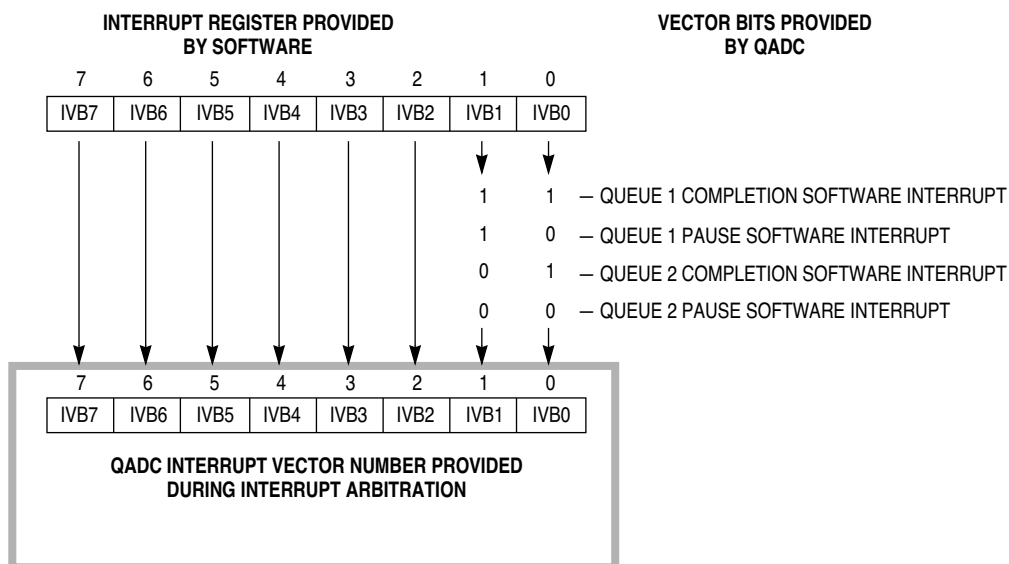 INTERRUPT REGISTER PROVIDED
BY SOFTWARE
VECTOR BITS PROVIDED
BY QADC
7 6 5 4 3 2 1 0
IVB7 IVB6 IVB5 IVB4 IVB3 IVB2 IVB1 IVB0
1 1 — QUEUE 1 COMPLETION SOFTWARE INTERRUPT
1 0 — QUEUE 1 PAUSE SOFTWARE INTERRUPT
0 1 — QUEUE 2 COMPLETION SOFTWARE INTERRUPT
0 0 — QUEUE 2 PAUSE SOFTWARE INTERRUPT
7 6 5 4 3 2 1 0
IVB7 IVB6 IVB5 IVB4 IVB3 IVB2 IVB1 IVB0
QADC INTERRUPT VECTOR NUMBER PROVIDED
DURING INTERRUPT ARBITRATION